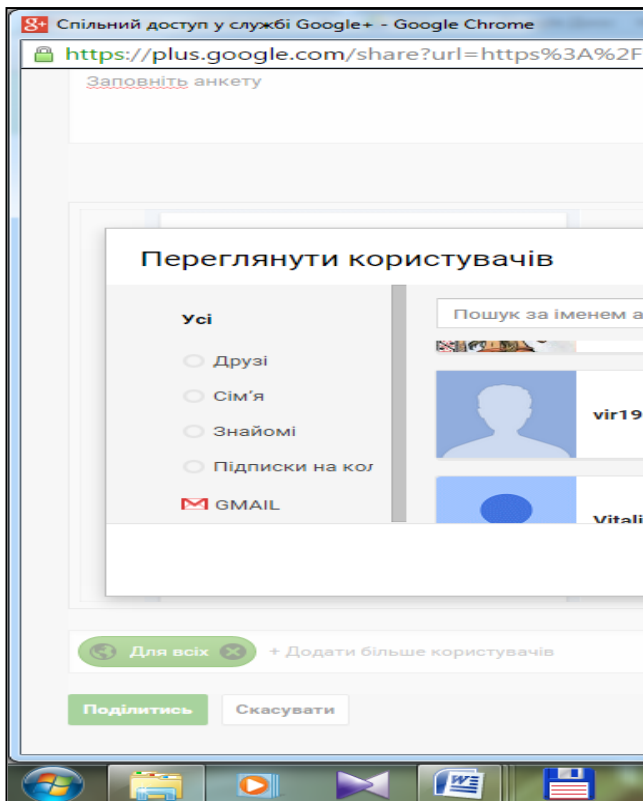 Спільний доступ у службі Google+ - Google Chrome
https://plus.google.com/share?url=https%3A%2F
Заповніть анкету
Переглянути користувачів
Усі
Друзі
Сім'я
Знайомі
Підписки на кол
GMAIL
Пошук за іменем а
vir19
Vitali
Для всіх + Додати більше користувачів
Поділитись Скасувати